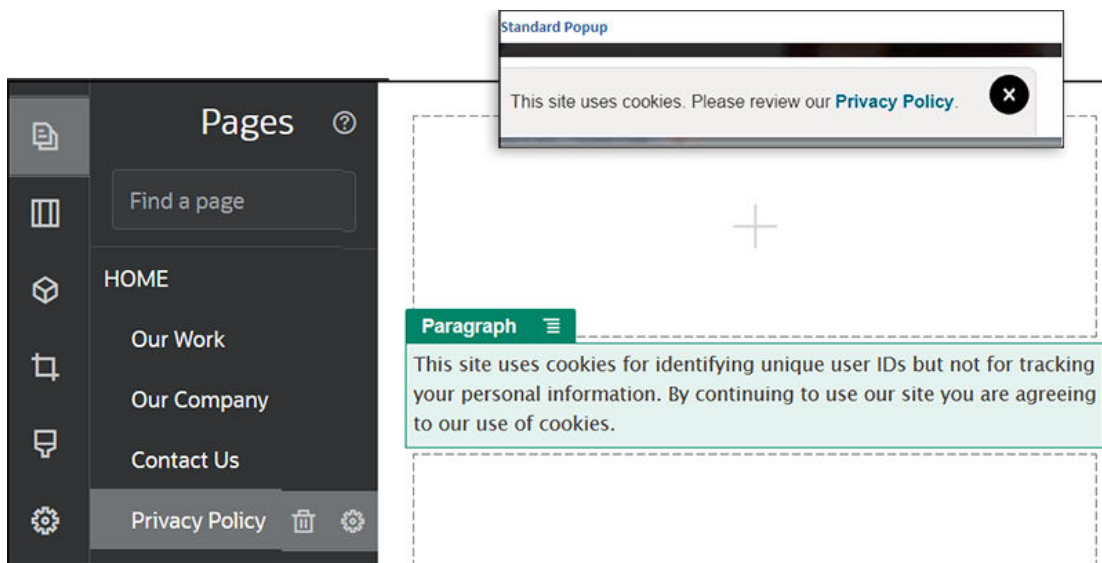 Standard Popup
This site uses cookies. Please review our Privacy Policy.
Pages
Find a page
HOME
Our Work
Our Company
Contact Us
Privacy Policy
Paragraph
This site uses cookies for identifying unique user IDs but not for tracking
your personal information. By continuing to use our site you are agreeing
to our use of cookies.